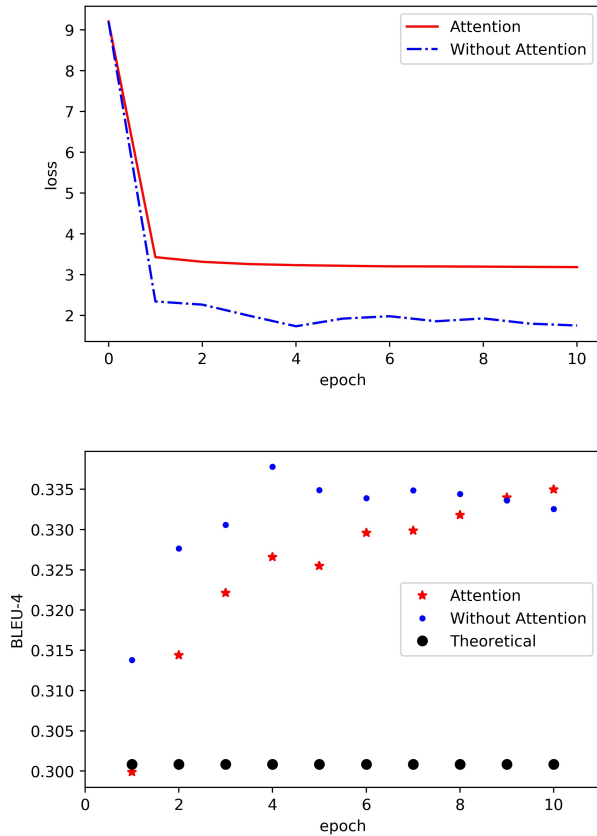 9
8
7
6
5
4
3
2
loss
0 2 4 6 8 10
epoch
Attention
Without Attention
0.335
0.330
0.325
0.320
0.315
0.310
0.305
0.300
BLEU-4
0 2 4 6 8 10
epoch
Attention
Without Attention
Theoretical